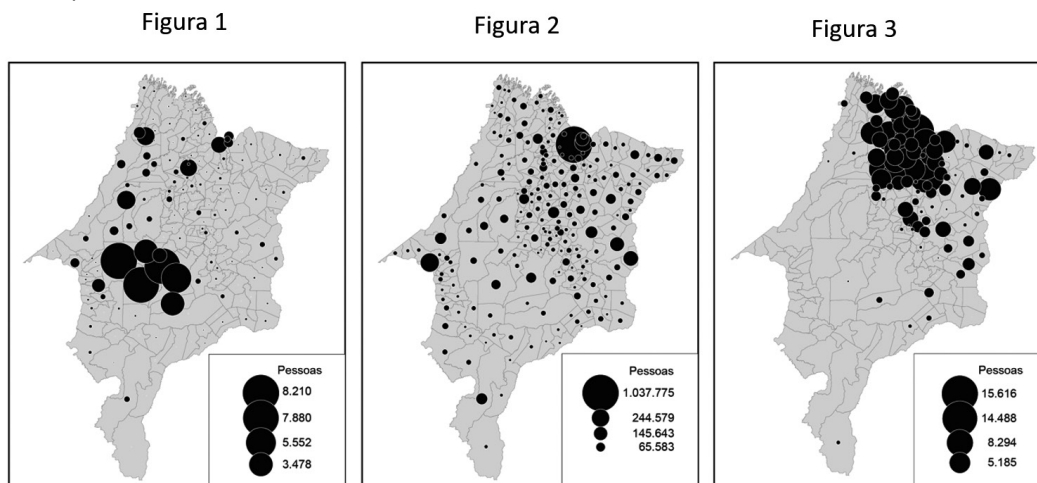 Figura 1
Figura 2
Figura 3
Pessoas
8.210
7.880
5.552
3.478
Pessoas
1.037.775
244.579
145.643
65.583
Pessoas
15.616
14.488
8.294
5.185